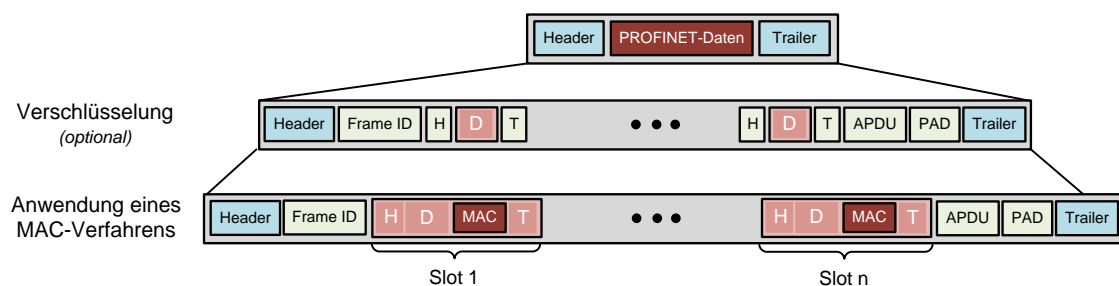 Header PROFINET-Daten Trailer
Verschlüsselung
(optional)
Header Frame ID H D T ••• H D T APDU PAD Trailer
Anwendung eines
MAC-Verfahrens
Header Frame ID H D MAC T ••• H D MAC T APDU PAD Trailer
Slot 1 Slot n